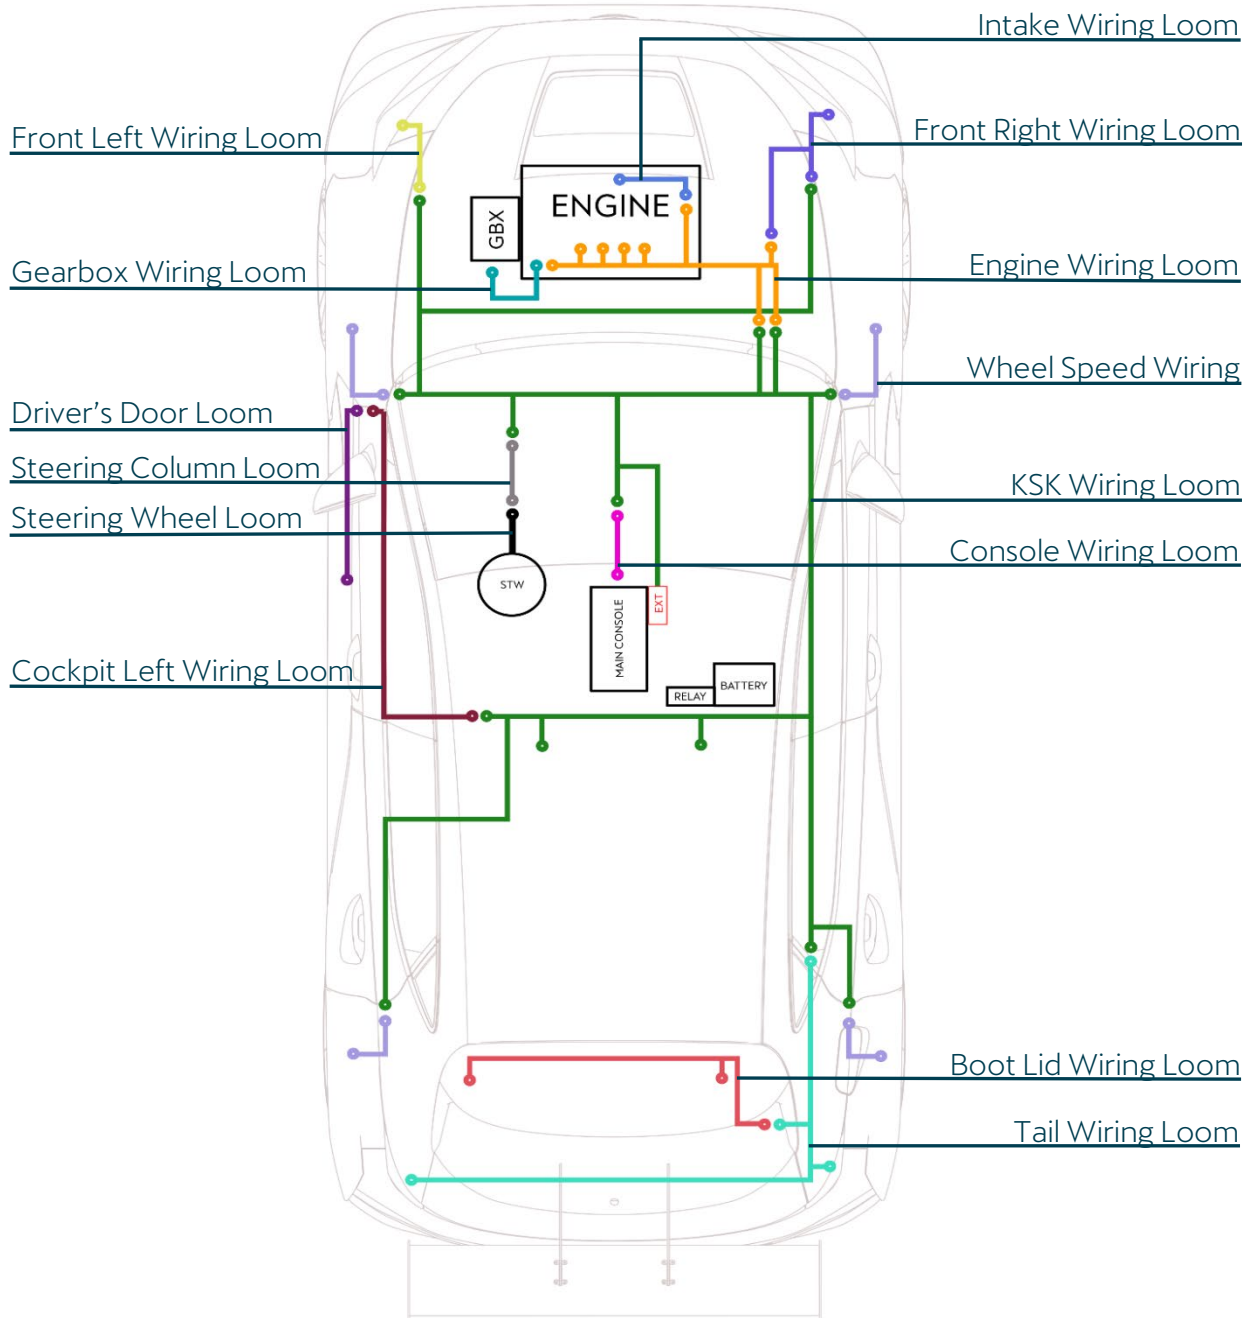 Intake Wiring Loom
Front Left Wiring Loom
Front Right Wiring Loom
ENGINE
GBX
Gearbox Wiring Loom
Engine Wiring Loom
Wheel Speed Wiring
Driver's Door Loom
Steering Column Loom
KSK Wiring Loom
Steering Wheel Loom
Console Wiring Loom
STW
EXT
MAIN CONSOLE
Cockpit Left Wiring Loom
BATTERY
RELAY
Boot Lid Wiring Loom
Tail Wiring Loom